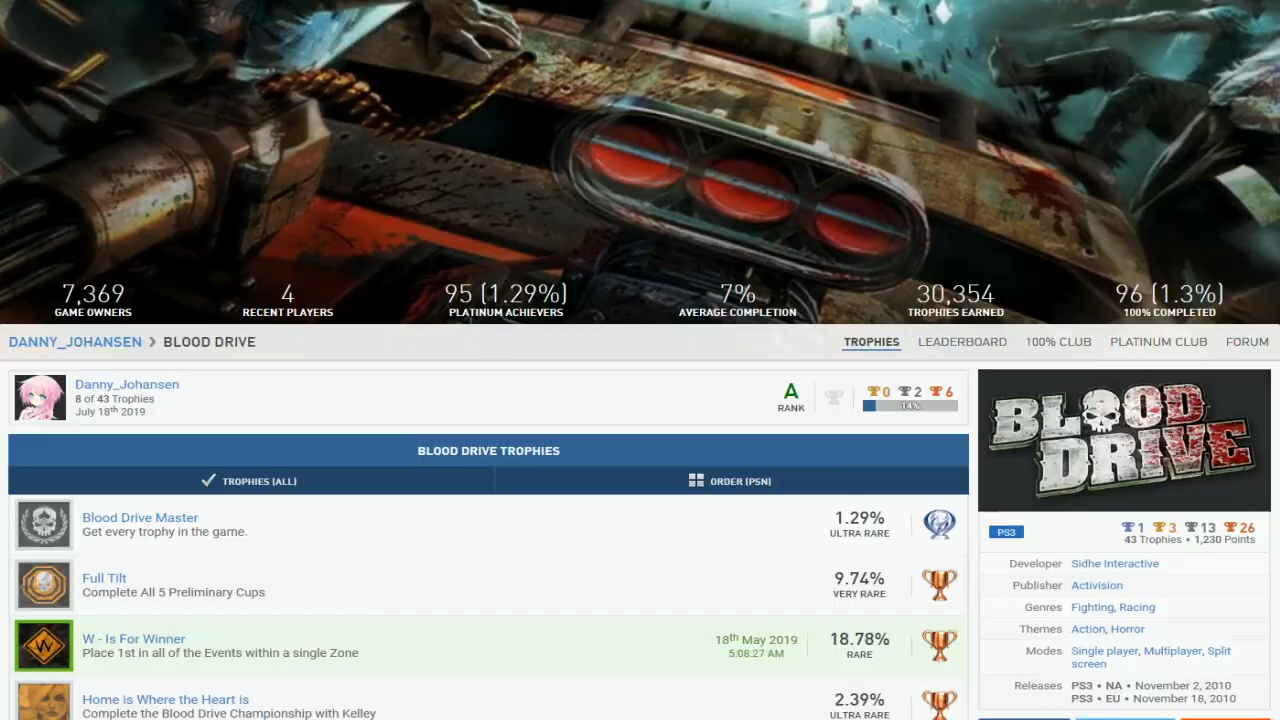 7,369
GAME OWNERS
4
RECENT PLAYERS
95 (1.29%)
PLATINUM ACHIEVERS
7%
AVERAGE COMPLETION
30,354
TROPHIES EARNED
96 (1.3%)
100% COMPLETED
DANNY_JOHANSEN > BLOOD DRIVE
TROPHIES LEADERBOARD 100% CLUB PLATINUM CLUB FORUM
Danny_Johansen
8 of 43 Trophies
July 18th 2019
A
RANK
0 2 6
14%
BLOOD DRIVE TROPHIES
TROPHIES (ALL)
ORDER (PSN)
Blood Drive Master
Get every trophy in the game.
1.29%
ULTRA RARE
Full Tilt
Complete All 5 Preliminary Cups
9.74%
VERY RARE
W
W - Is For Winner
Place 1st in all of the Events within a single Zone
18th May 2019
5:08:27 AM
18.78%
RARE
Home is Where the Heart is
Complete the Blood Drive Championship with Kelley
2.39%
ULTRA RARE
BLOOD
DRIVE
PS3
1 3 13 26
43 Trophies • 1,230 Points
Developer Sidhe Interactive
Publisher Activision
Genres Fighting, Racing
Themes Action, Horror
Modes Single player, Multiplayer, Split
screen
Releases PS3 • NA • November 2, 2010
PS3 • EU • November 18, 2010